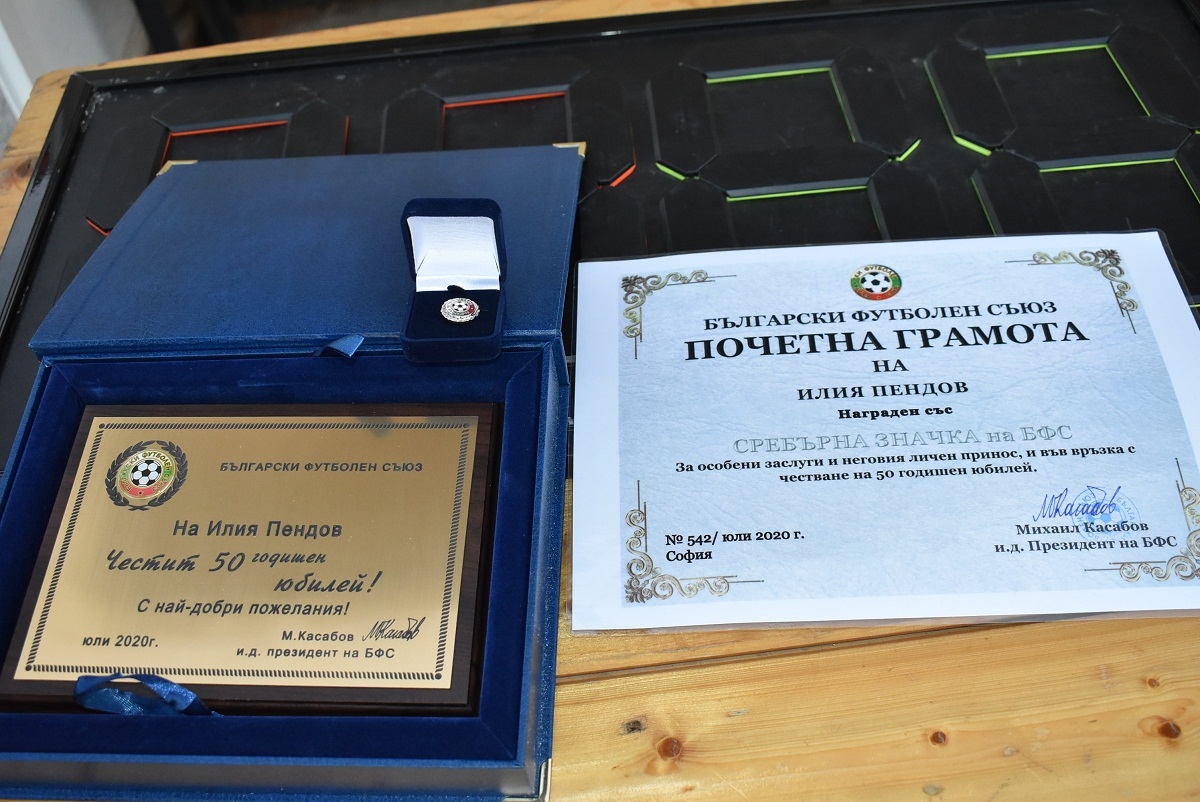 БЪЛГАРСКИ ФУТБОЛЕН СЪЮЗ
На Илия Пендов
Честит 50 годишен
юбилей!
С най-добри пожелания!
юли 2020г.
М.Касабов
и.д. президент на БФС
БЪЛГАРСКИ ФУТБОЛЕН СЪЮЗ
ПОЧЕТНА ГРАМОТА
НА
ИЛИЯ ПЕНДОВ
Награден със
СРЕБЪРНА ЗНАЧКА на БФС
За особени заслуги и неговия личен принос, и във връзка с
честване на 50 годишен юбилей.
№ 542/ юли 2020 г.
София
Михаил Касабов
и.д. Президент на БФС